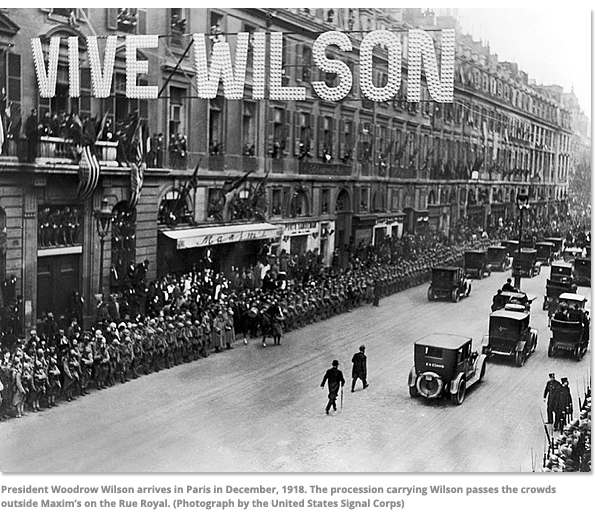 VIVE WILSON
Maxim's
President Woodrow Wilson arrives in Paris in December, 1918. The procession carrying Wilson passes the crowds
outside Maxim's on the Rue Royal. (Photograph by the United States Signal Corps)